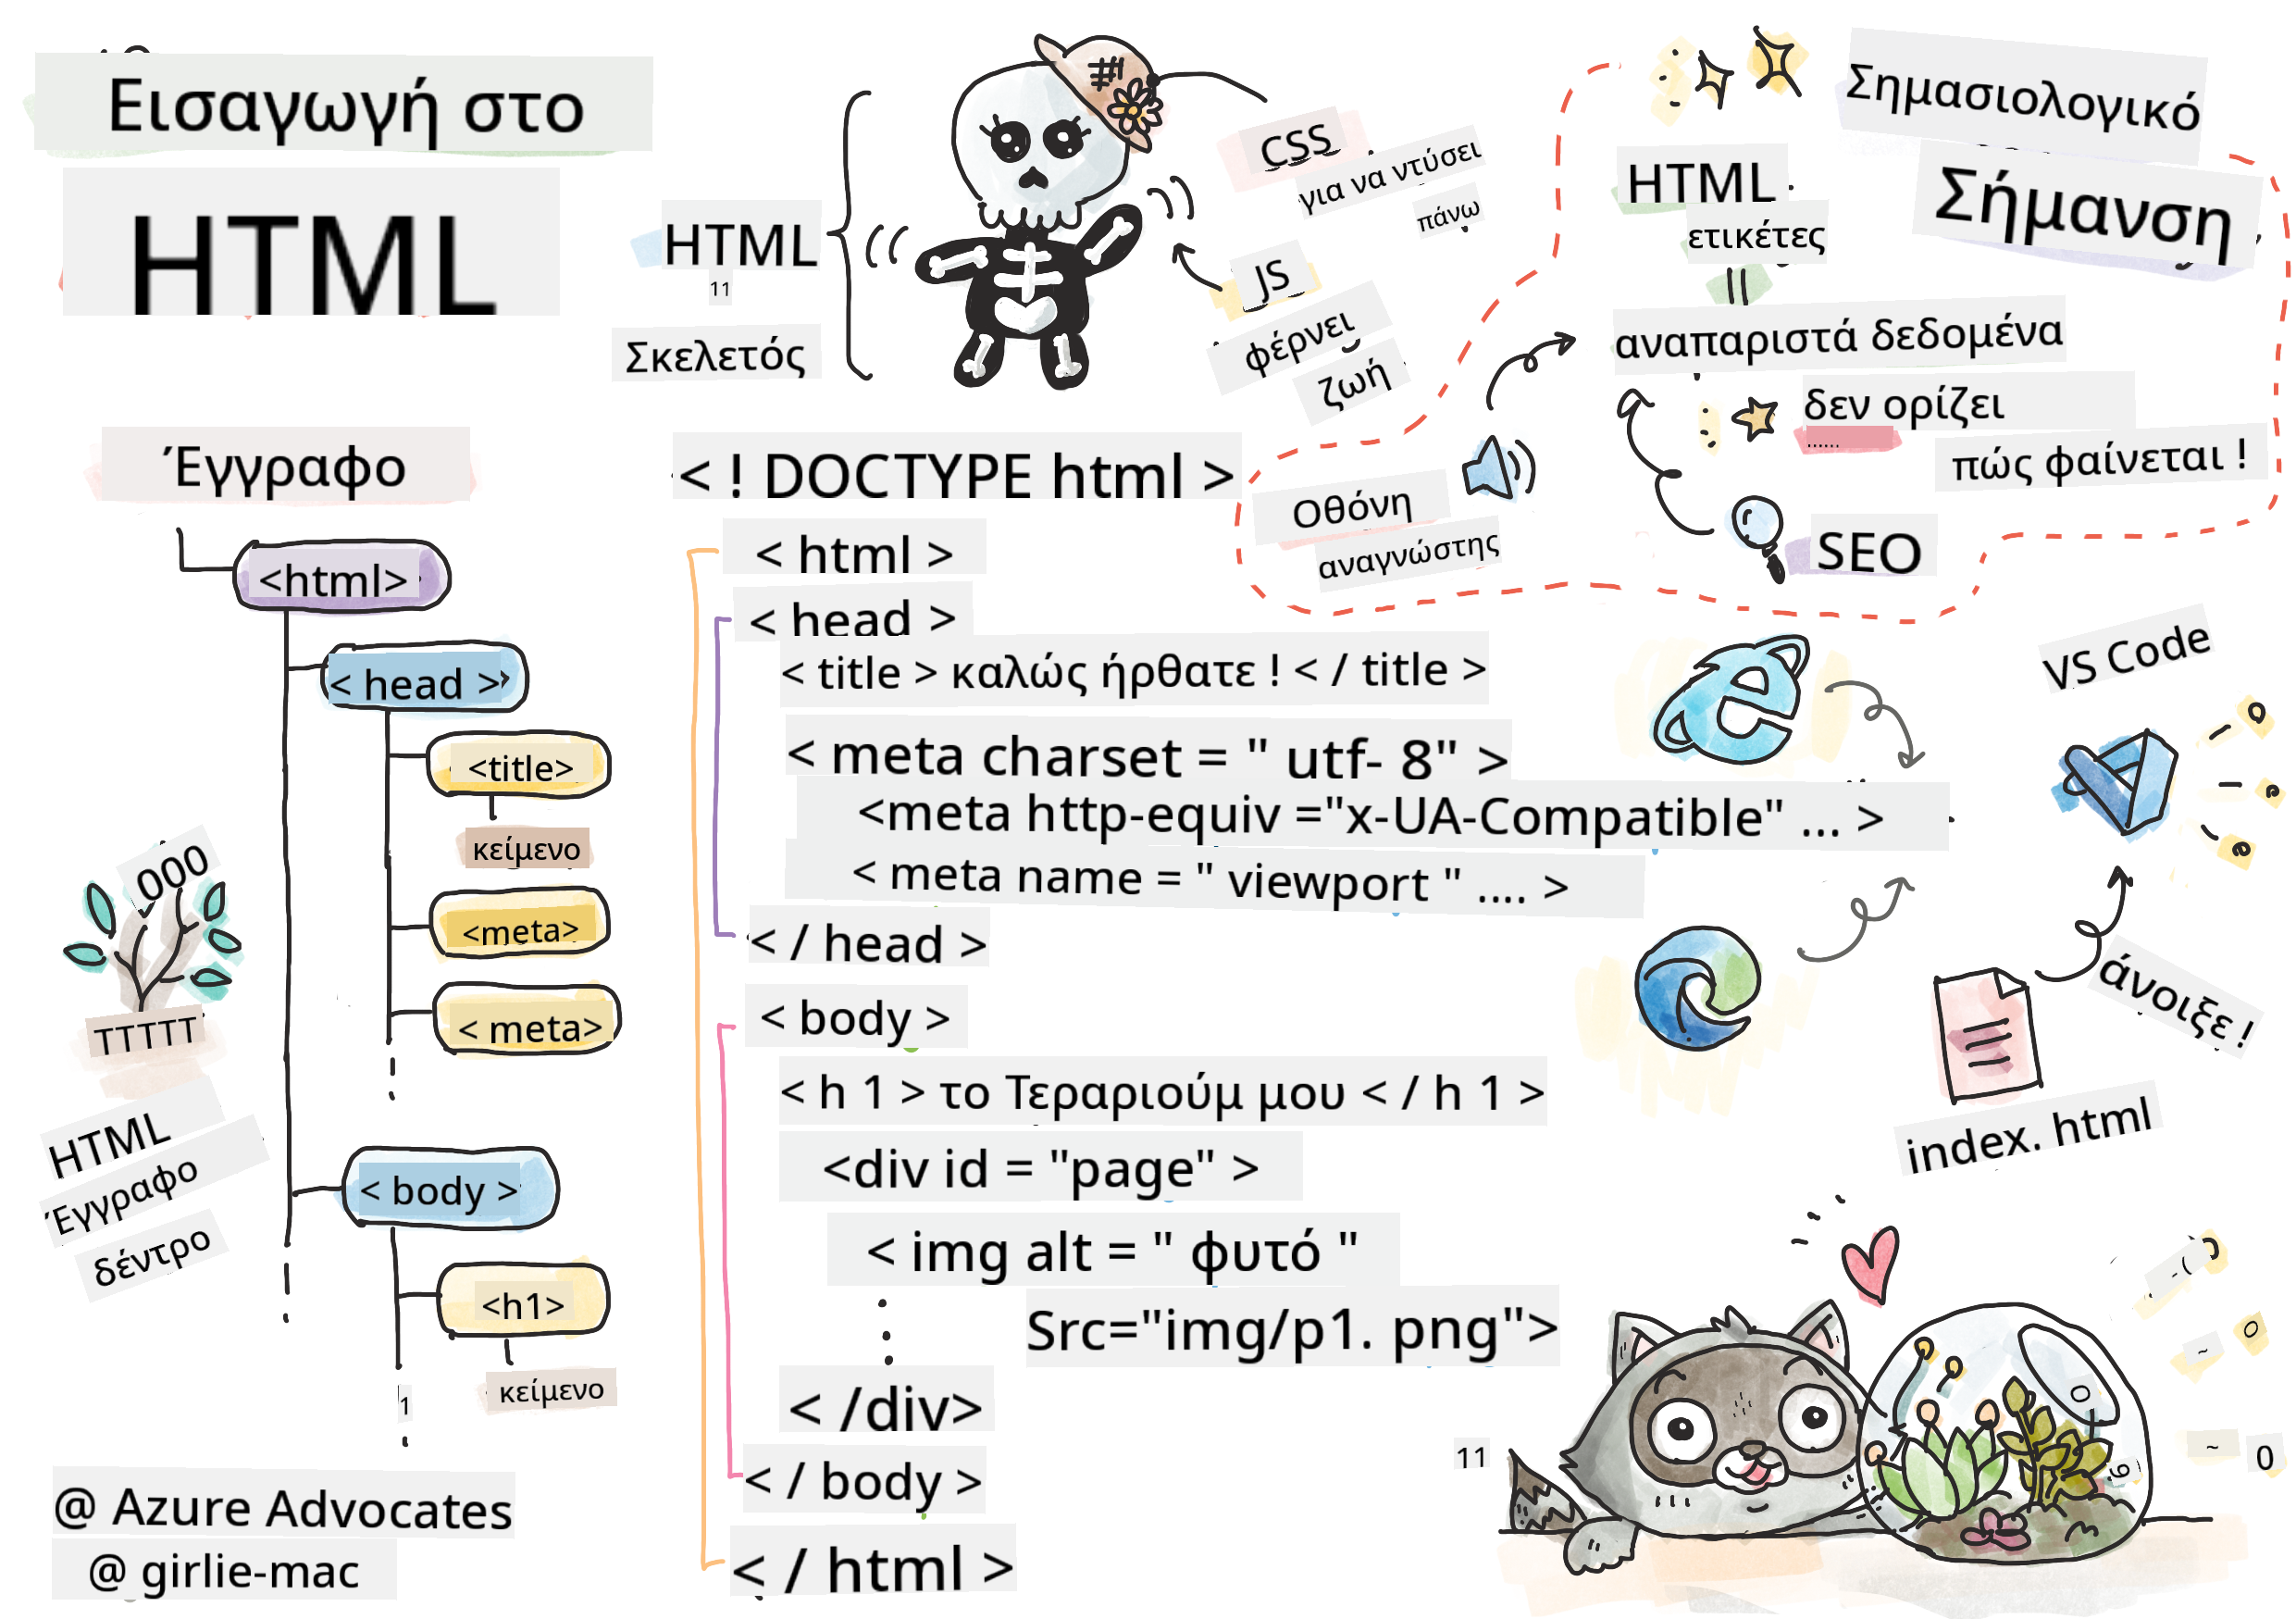 Εισαγωγή στο
HTML
HTML
11
Σκελετός
CSS
για να ντύσει
πάνω
JS
φέρνει
ζωή
Σημασιολογικό
Σήμανση
HTML
ετικέτες
||
αναπαριστά δεδομένα
δεν ορίζει
......
πώς φαίνεται !
Οθόνη
αναγνώστης
SEO
Έγγραφο
<html>
< head >
<title>
κείμενο
<meta>
< meta>
< body >
<h1>
κείμενο
1
000
TTTTT
HTML
Έγγραφο
δέντρο
< ! DOCTYPE html >
< html >
< head >
< title > καλώς ήρθατε ! < / title >
< meta charset = " utf- 8" >
<meta http-equiv ="x-UA-Compatible" ... >
< meta name = " viewport " .... >
< / head >
< body >
< h 1 > το Τεραριούμ μου < / h 1 >
<div id = "page" >
< img alt = " φυτό "
Src="img/p1. png">
< /div>
< / body >
< / html >
VS Code
άνοιξε !
index. html
11
~
~ 0
@ Azure Advocates
@ girlie-mac